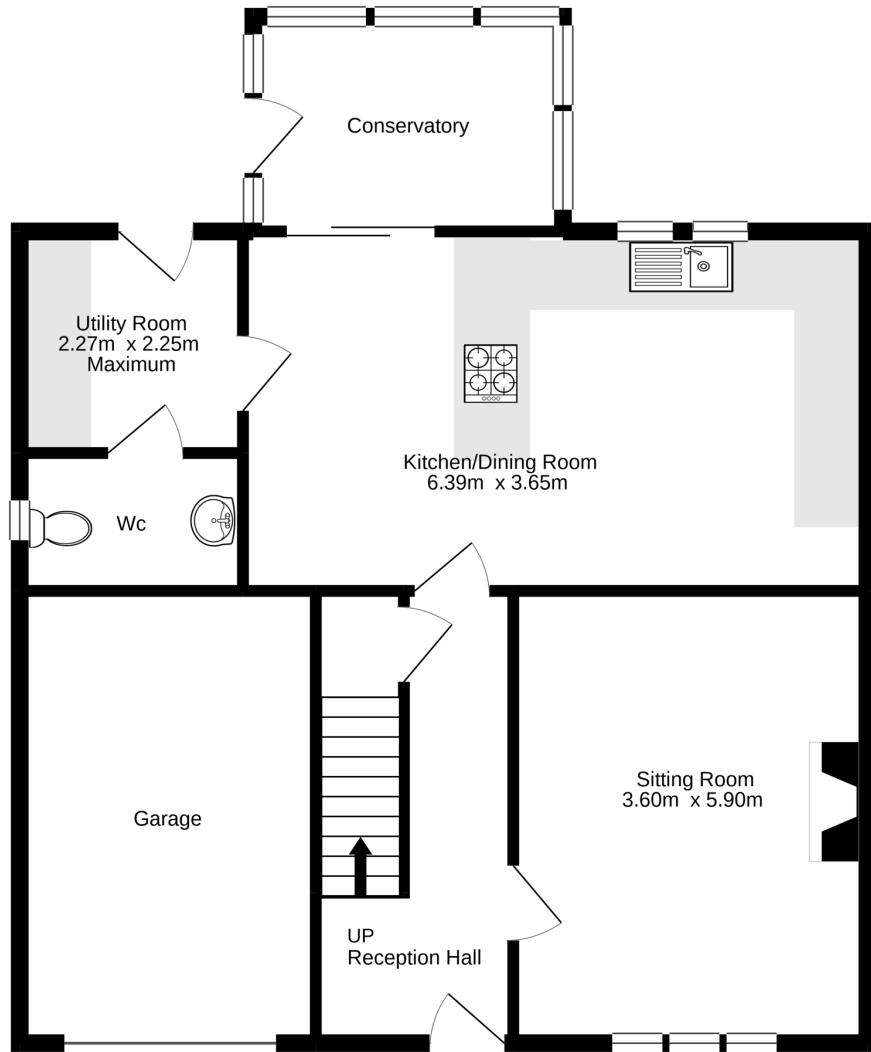 Conservatory
Utility Room
2.27m x 2.25m
Maximum
Kitchen/Dining Room
6.39m x 3.65m
Wc
Sitting Room
3.60m x 5.90m
Garage
UP
Reception Hall